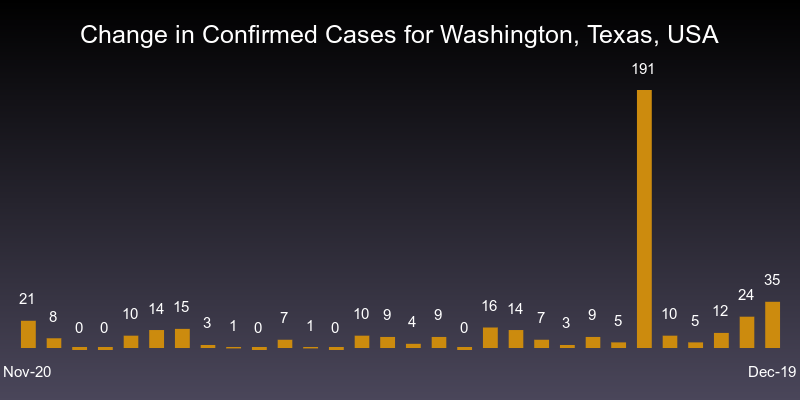 Change in Confirmed Cases for Washington, Texas, USA
191
21 8 0 0 10 14 15 3 1 0 7 1 0 10 9 4 9 0 16 14 7 3 9 5 10 5 12 24 35
Nov-20 Dec-19